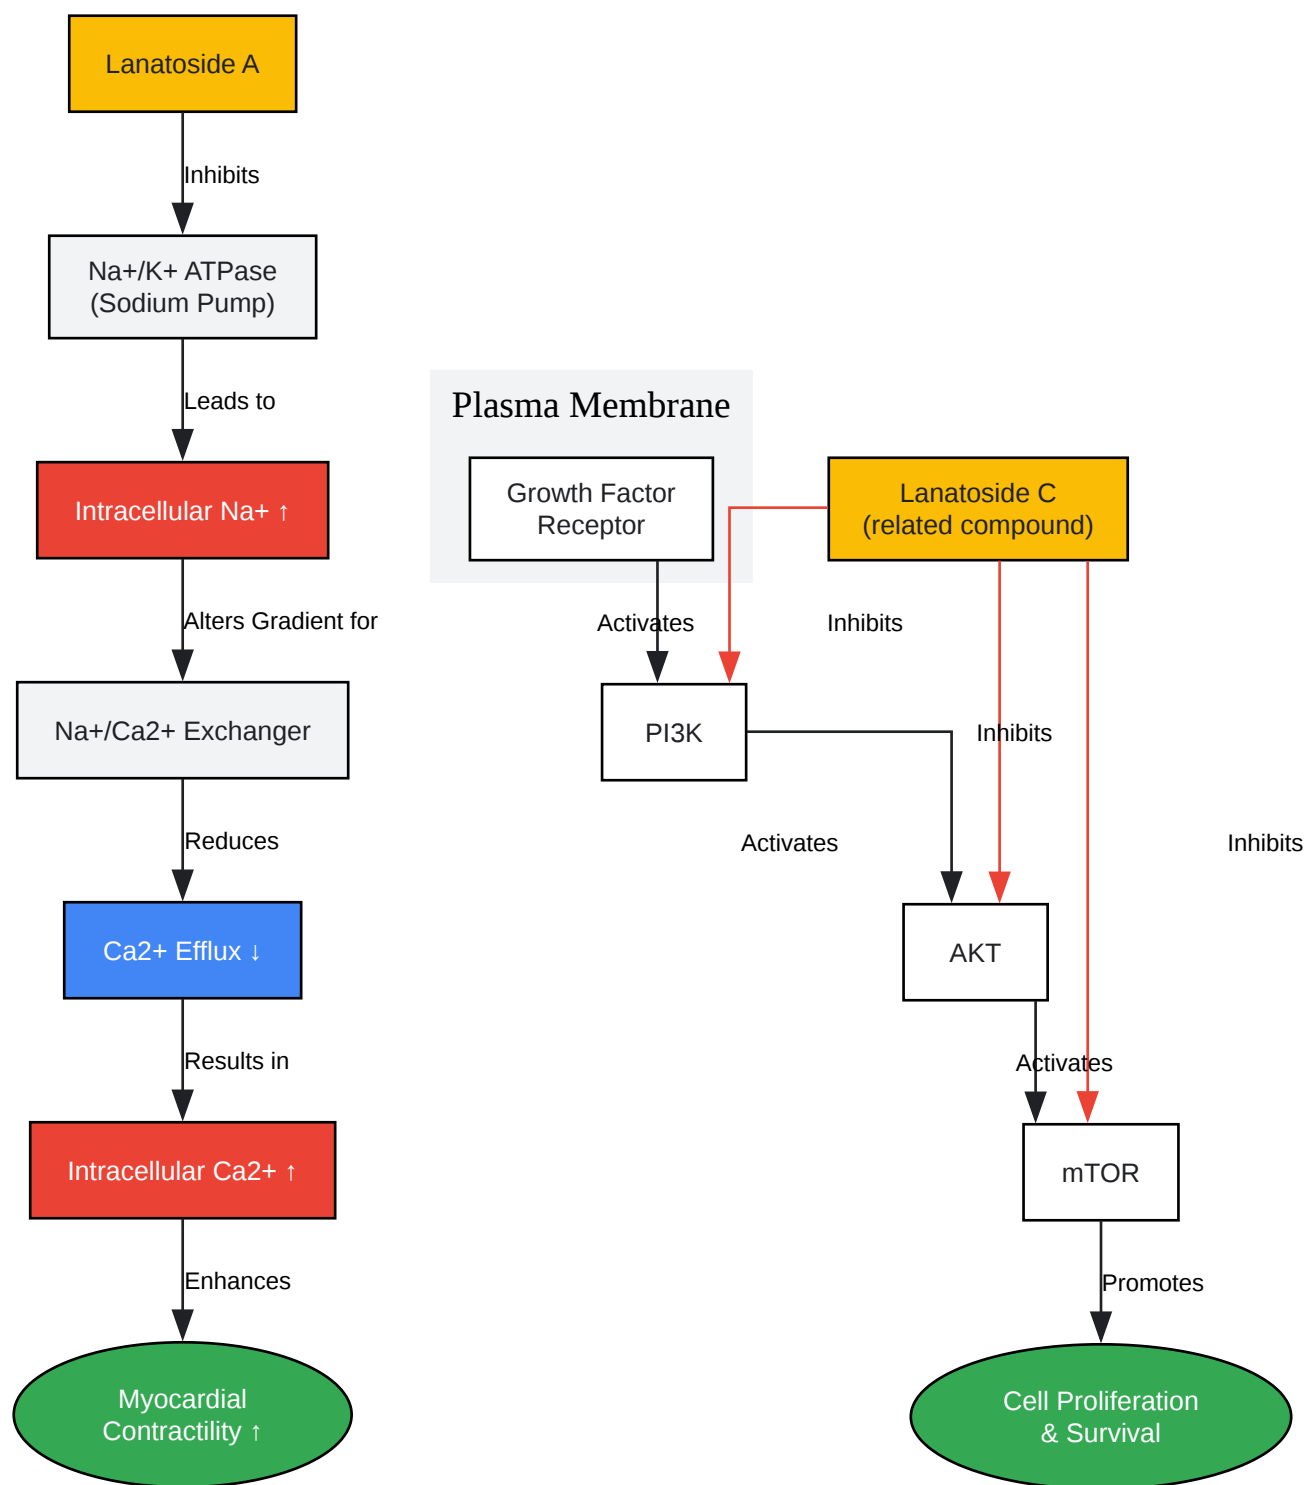 Lanatoside A
Inhibits
Na+/K+ ATPase
(Sodium Pump)
Leads to
Intracellular Na+ ↑
Alters Gradient for
Na+/Ca2+ Exchanger
Reduces
Ca2+ Efflux ↓
Results in
Intracellular Ca2+ ↑
Enhances
Myocardial
Contractility ↑
Plasma Membrane
Growth Factor
Receptor
Lanatoside C
(related compound)
Activates
Inhibits
PI3K
Inhibits
Activates
Inhibits
AKT
Activates
mTOR
Promotes
Cell Proliferation
& Survival